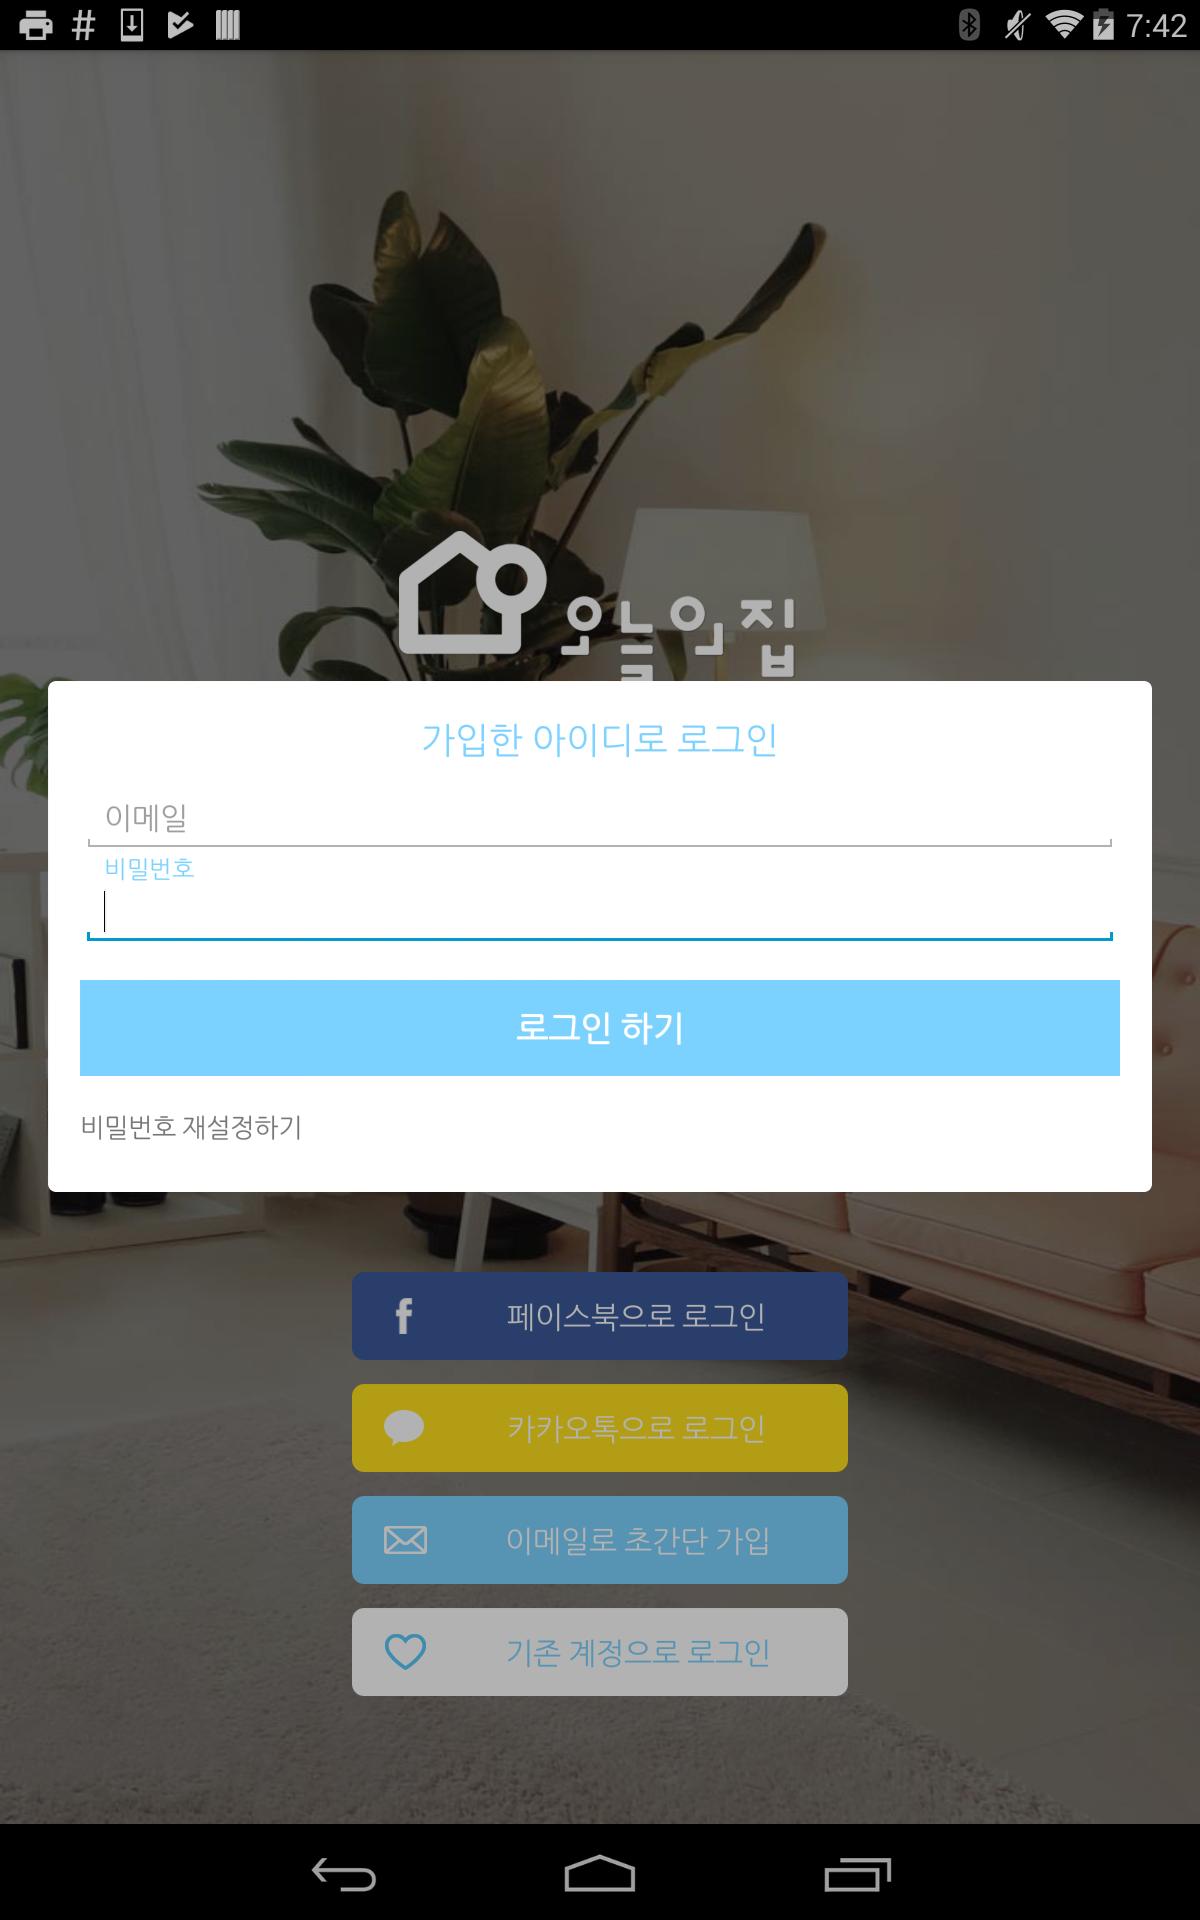 7:42
오늘의집
가입한 아이디로 로그인
이메일
비밀번호
로그인 하기
비밀번호 재설정하기
페이스북으로 로그인
카카오톡으로 로그인
이메일로 초간단 가입
기존 계정으로 로그인